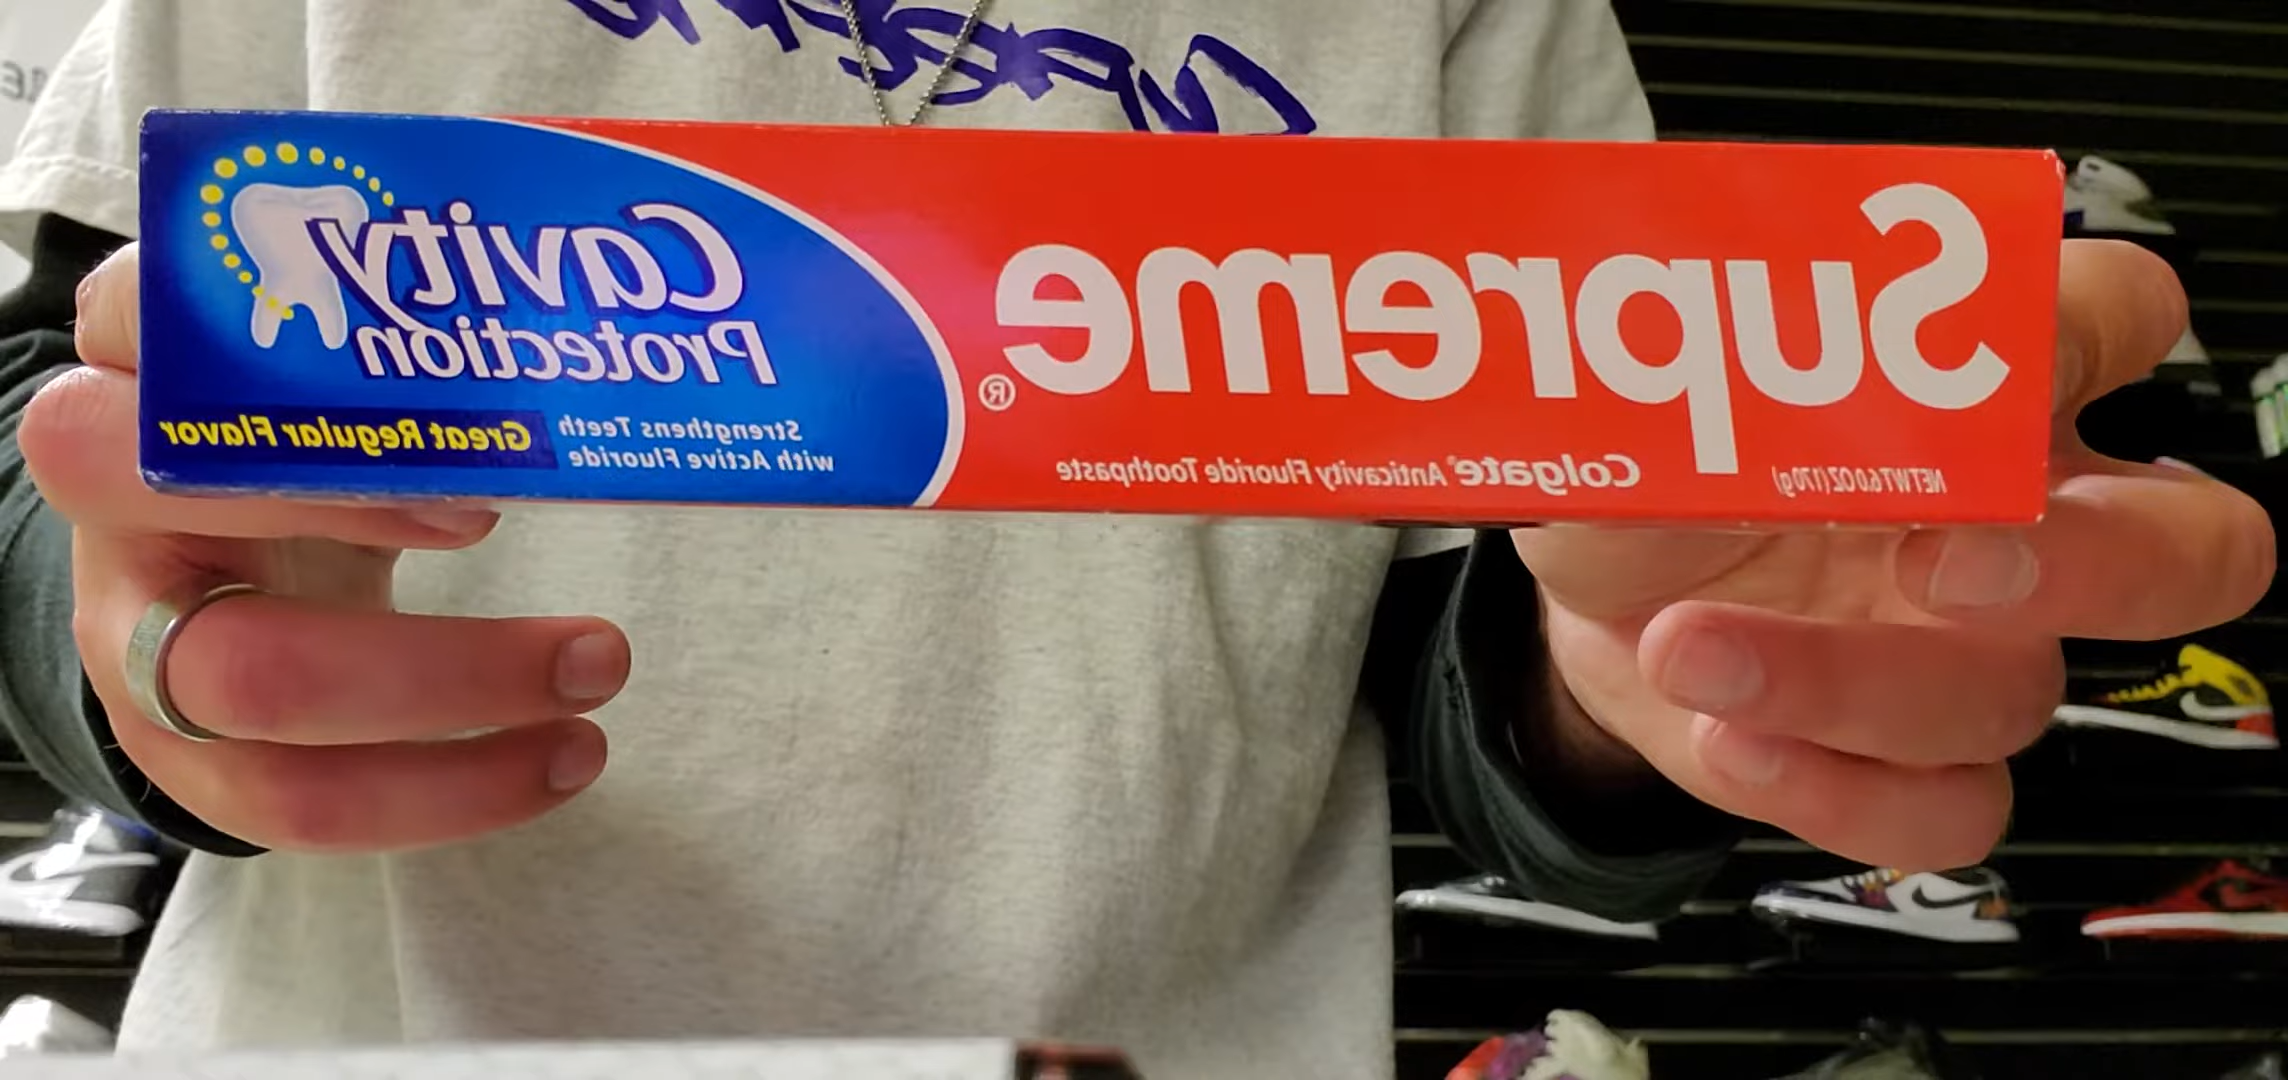 Supreme®
NET WT 6.0 OZ (170g)
Colgate® Anticavity Fluoride Toothpaste
Cavity
Protection
Strengthens Teeth
with Active Fluoride
Great Regular Flavor